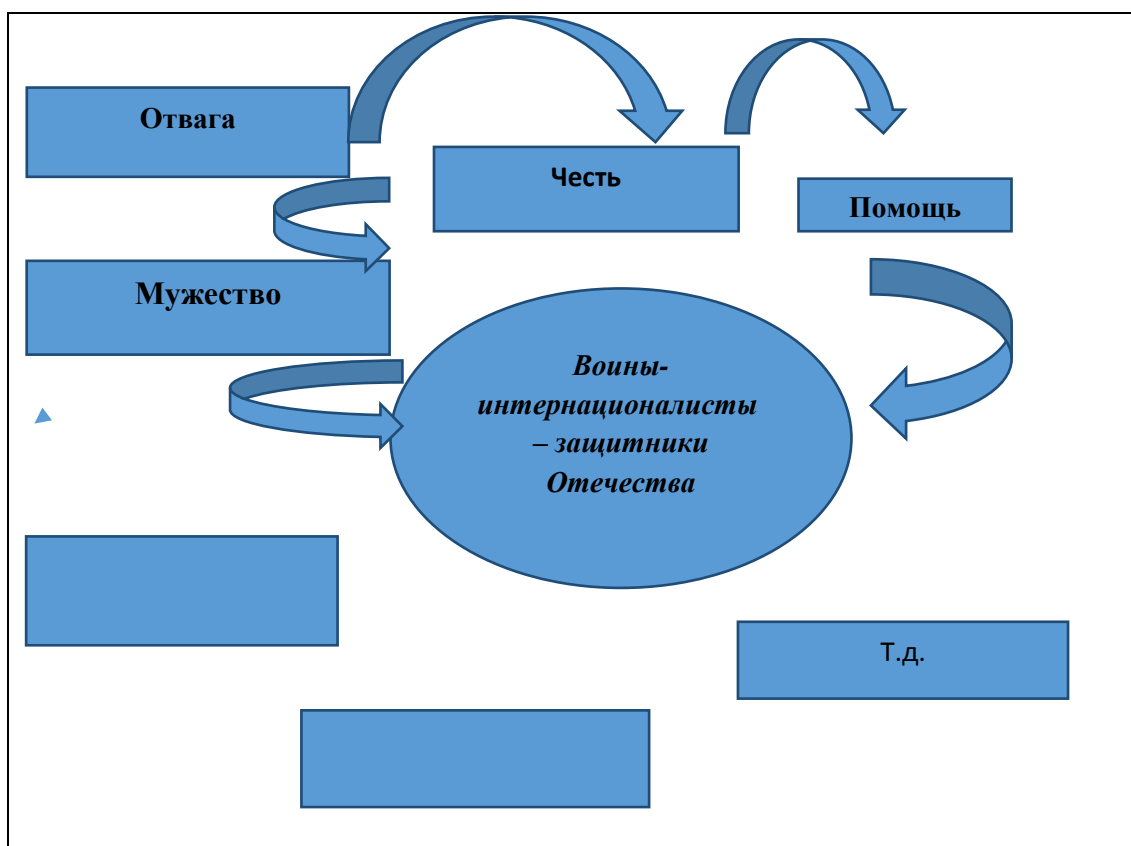 Отвага
Честь
Помощь
Мужество
Воины-
интернационалисты
– защитники
Отечества
Т.д.